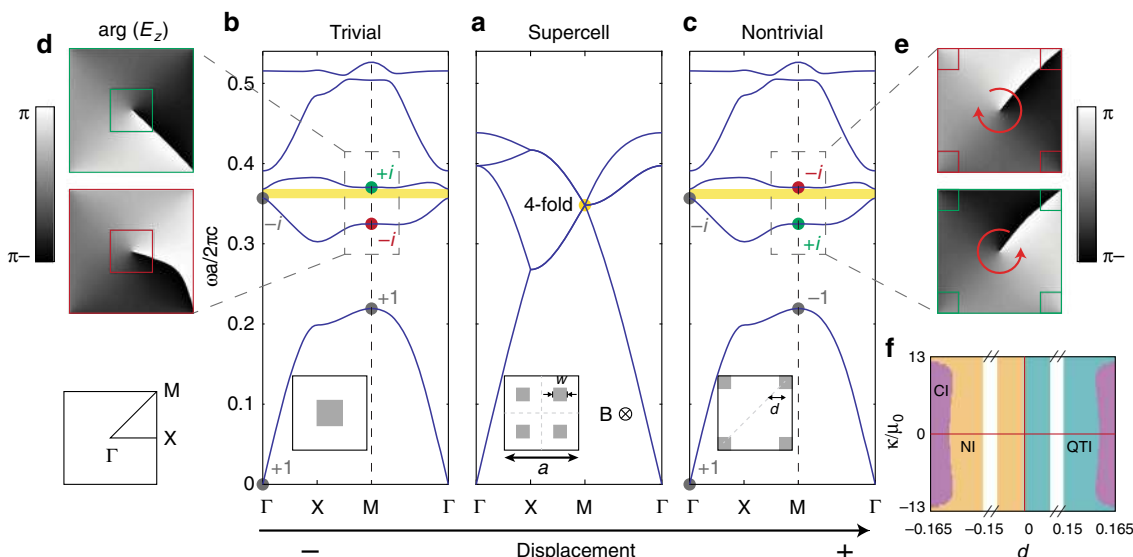 d
arg (E_z)
π
π–
M
X
Γ
b
Trivial
ωa/2πc
0.5
0.4
0.3
0.2
0.1
0
+i
–i
–i
+1
+1
Γ
X
M
Γ
a
Supercell
4-fold
w
a
B ⊗
Γ
X
M
Γ
c
Nontrivial
–i
–i
+i
–1
+1
d
Γ
X
M
Γ
–
Displacement
+
e
π
π–
f
κ/μ0
13
0
–13
CI
NI
QTI
–0.165
–0.15
0
0.15
0.165
d